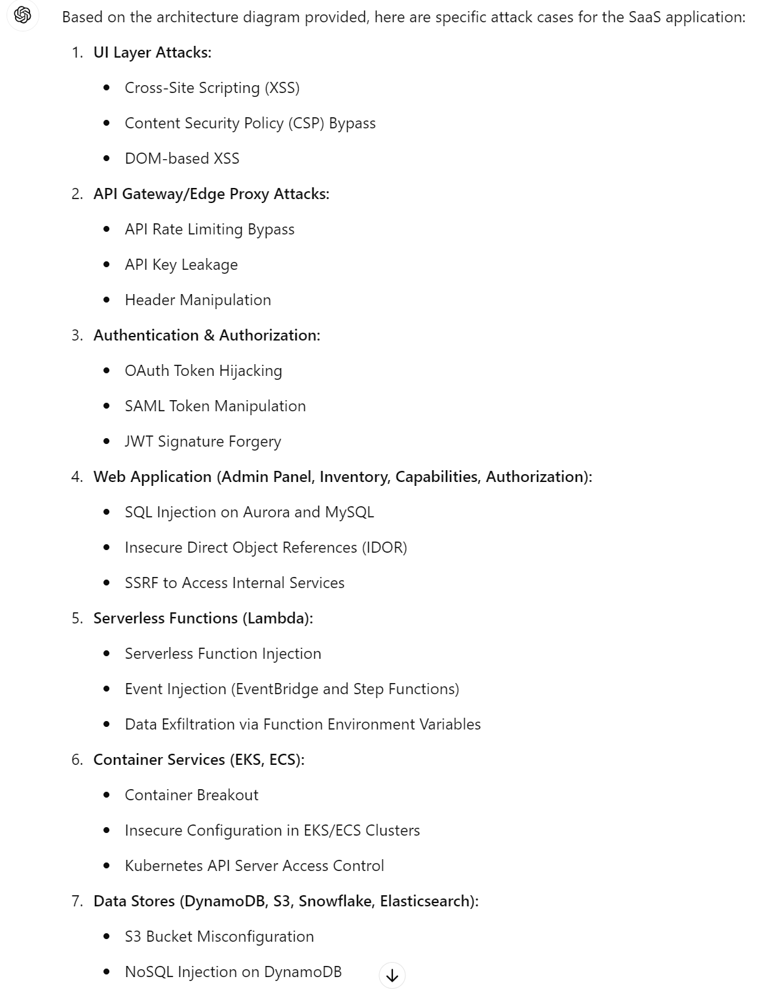 Based on the architecture diagram provided, here are specific attack cases for the SaaS application:
1. UI Layer Attacks:
• Cross-Site Scripting (XSS)
• Content Security Policy (CSP) Bypass
• DOM-based XSS
2. API Gateway/Edge Proxy Attacks:
• API Rate Limiting Bypass
• API Key Leakage
• Header Manipulation
3. Authentication & Authorization:
• OAuth Token Hijacking
• SAML Token Manipulation
• JWT Signature Forgery
4. Web Application (Admin Panel, Inventory, Capabilities, Authorization):
• SQL Injection on Aurora and MySQL
• Insecure Direct Object References (IDOR)
• SSRF to Access Internal Services
5. Serverless Functions (Lambda):
• Serverless Function Injection
• Event Injection (EventBridge and Step Functions)
• Data Exfiltration via Function Environment Variables
6. Container Services (EKS, ECS):
• Container Breakout
• Insecure Configuration in EKS/ECS Clusters
• Kubernetes API Server Access Control
7. Data Stores (DynamoDB, S3, Snowflake, Elasticsearch):
• S3 Bucket Misconfiguration
• NoSQL Injection on DynamoDB